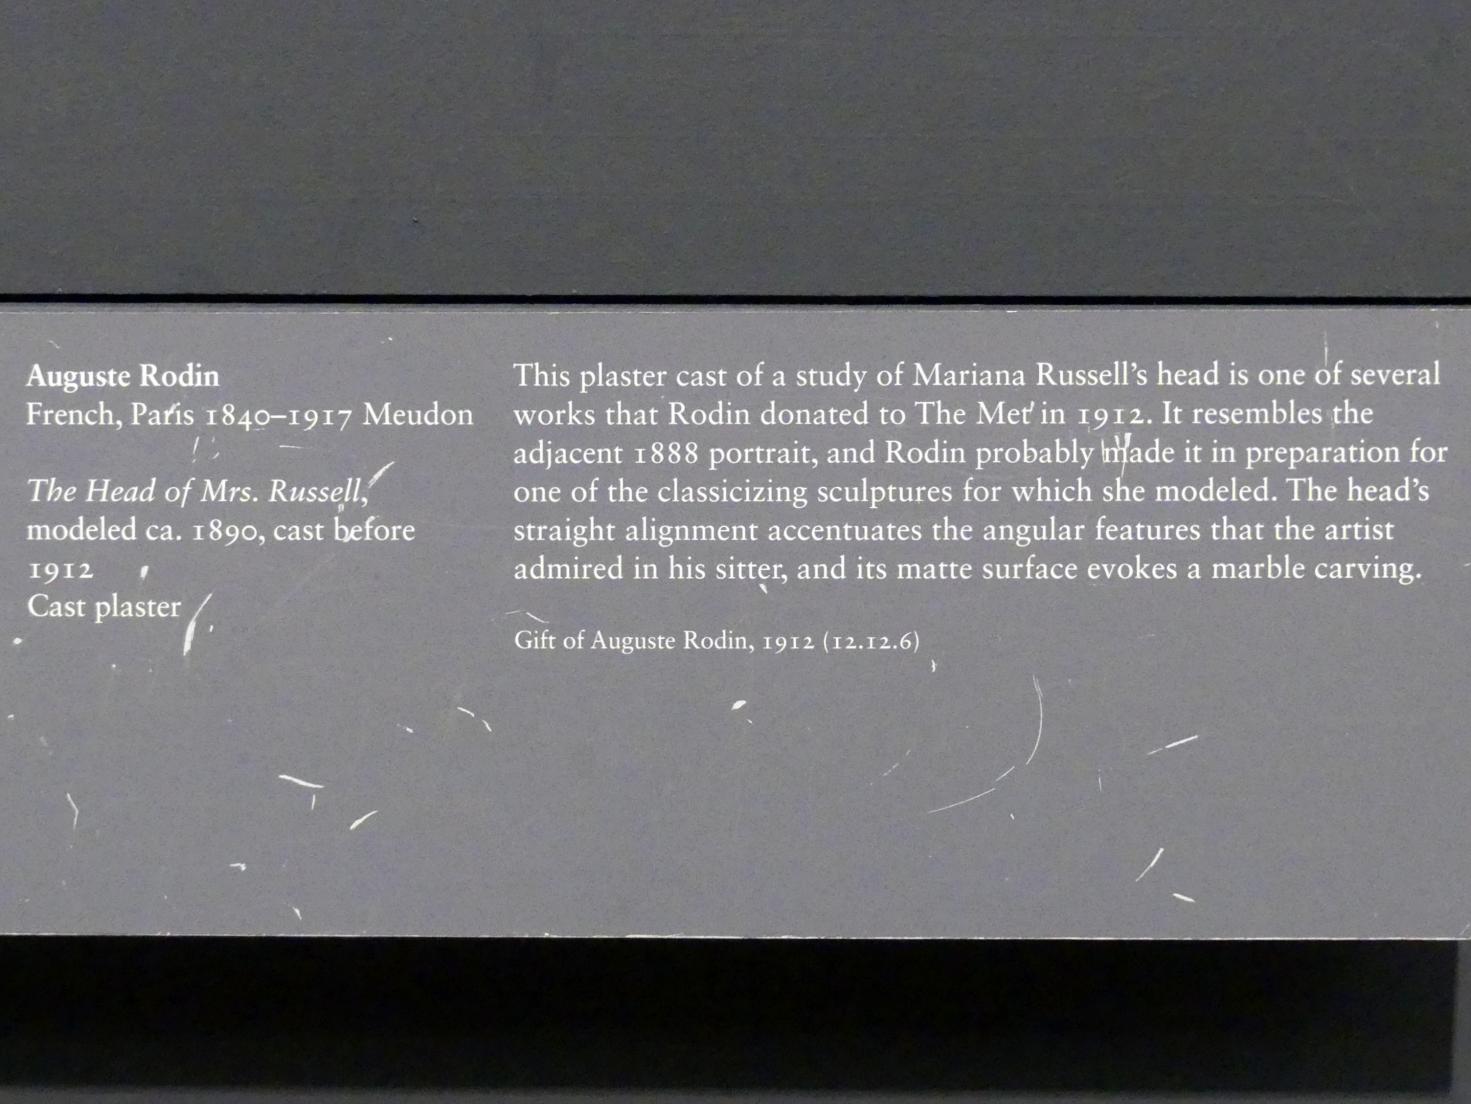 Auguste Rodin
French, Paris 1840–1917 Meudon
The Head of Mrs. Russell,
modeled ca. 1890, cast before
1912
Cast plaster
This plaster cast of a study of Mariana Russell's head is one of several
works that Rodin donated to The Met in 1912. It resembles the
adjacent 1888 portrait, and Rodin probably made it in preparation for
one of the classicizing sculptures for which she modeled. The head's
straight alignment accentuates the angular features that the artist
admired in his sitter, and its matte surface evokes a marble carving.
Gift of Auguste Rodin, 1912 (12.12.6)